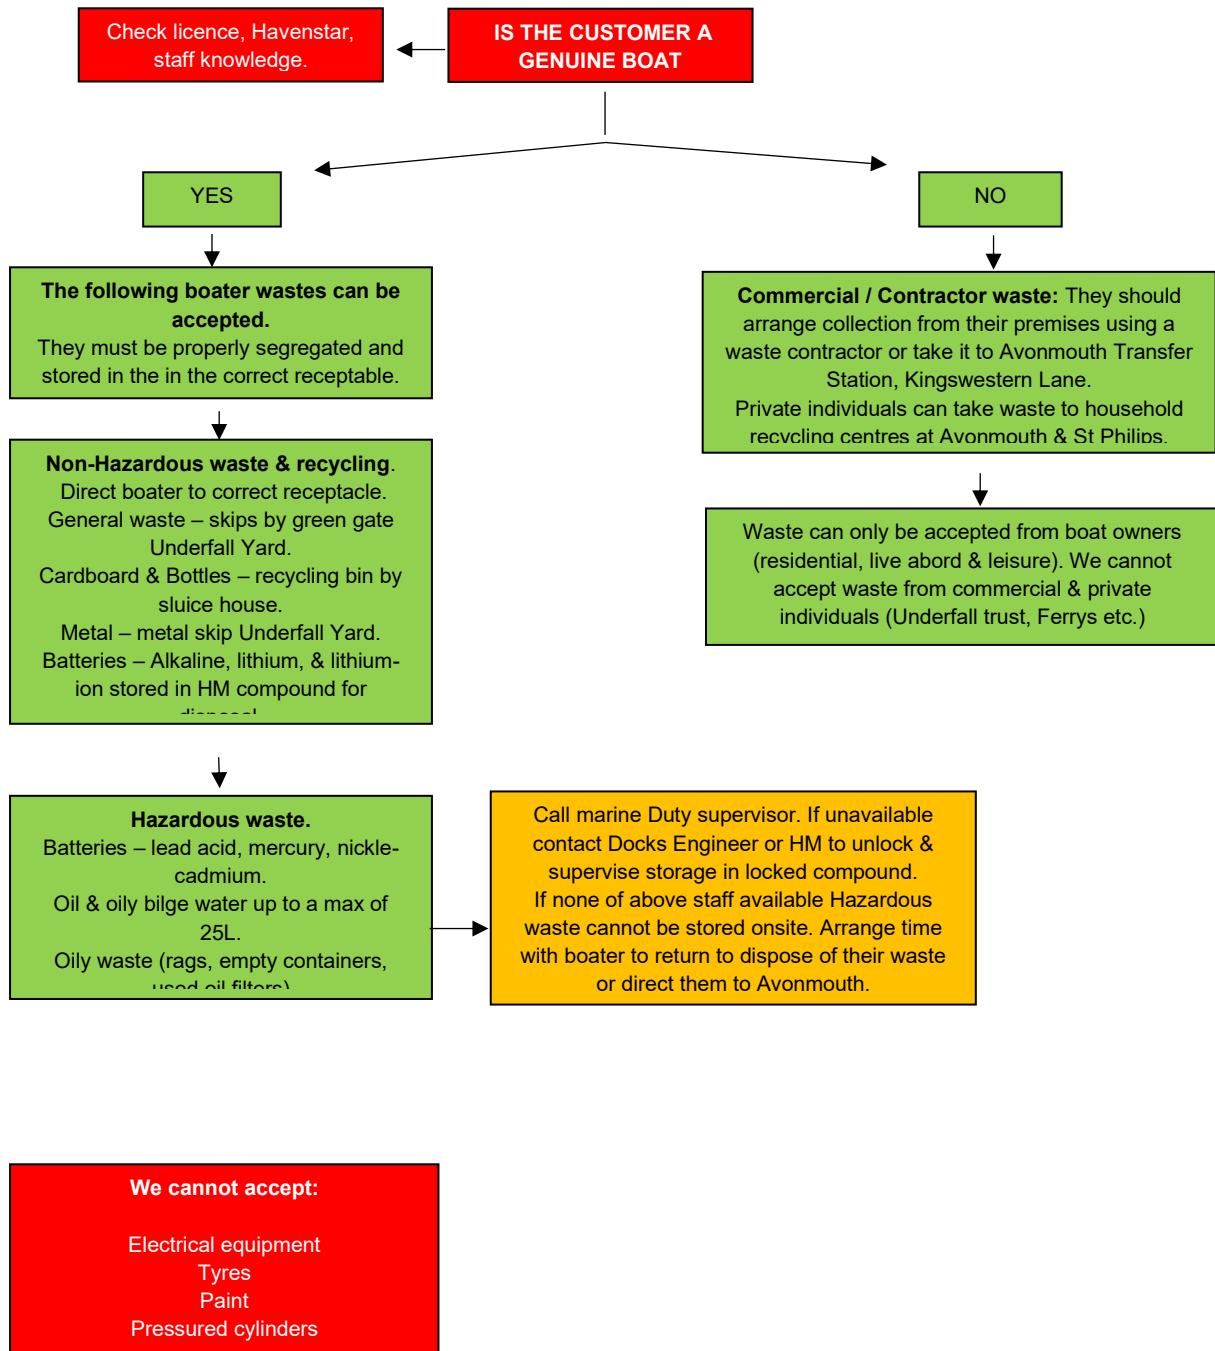 Check licence, Havenstar,
staff knowledge.
IS THE CUSTOMER A
GENUINE BOAT
YES
NO
The following boater wastes can be
accepted.
They must be properly segregated and
stored in the in the correct receptable.
Commercial / Contractor waste: They should
arrange collection from their premises using a
waste contractor or take it to Avonmouth Transfer
Station, Kingswestern Lane.
Private individuals can take waste to household
recycling centres at Avonmouth & St Philips.
Non-Hazardous waste & recycling.
Direct boater to correct receptacle.
General waste – skips by green gate
Underfall Yard.
Cardboard & Bottles – recycling bin by
sluice house.
Metal – metal skip Underfall Yard.
Batteries – Alkaline, lithium, & lithium-
ion stored in HM compound for
disposal
Waste can only be accepted from boat owners
(residential, live abord & leisure). We cannot
accept waste from commercial & private
individuals (Underfall trust, Ferrys etc.)
Hazardous waste.
Batteries – lead acid, mercury, nickle-
cadmium.
Oil & oily bilge water up to a max of
25L.
Oily waste (rags, empty containers,
used oil filters)
Call marine Duty supervisor. If unavailable
contact Docks Engineer or HM to unlock &
supervise storage in locked compound.
If none of above staff available Hazardous
waste cannot be stored onsite. Arrange time
with boater to return to dispose of their waste
or direct them to Avonmouth.
We cannot accept:
Electrical equipment
Tyres
Paint
Pressured cylinders